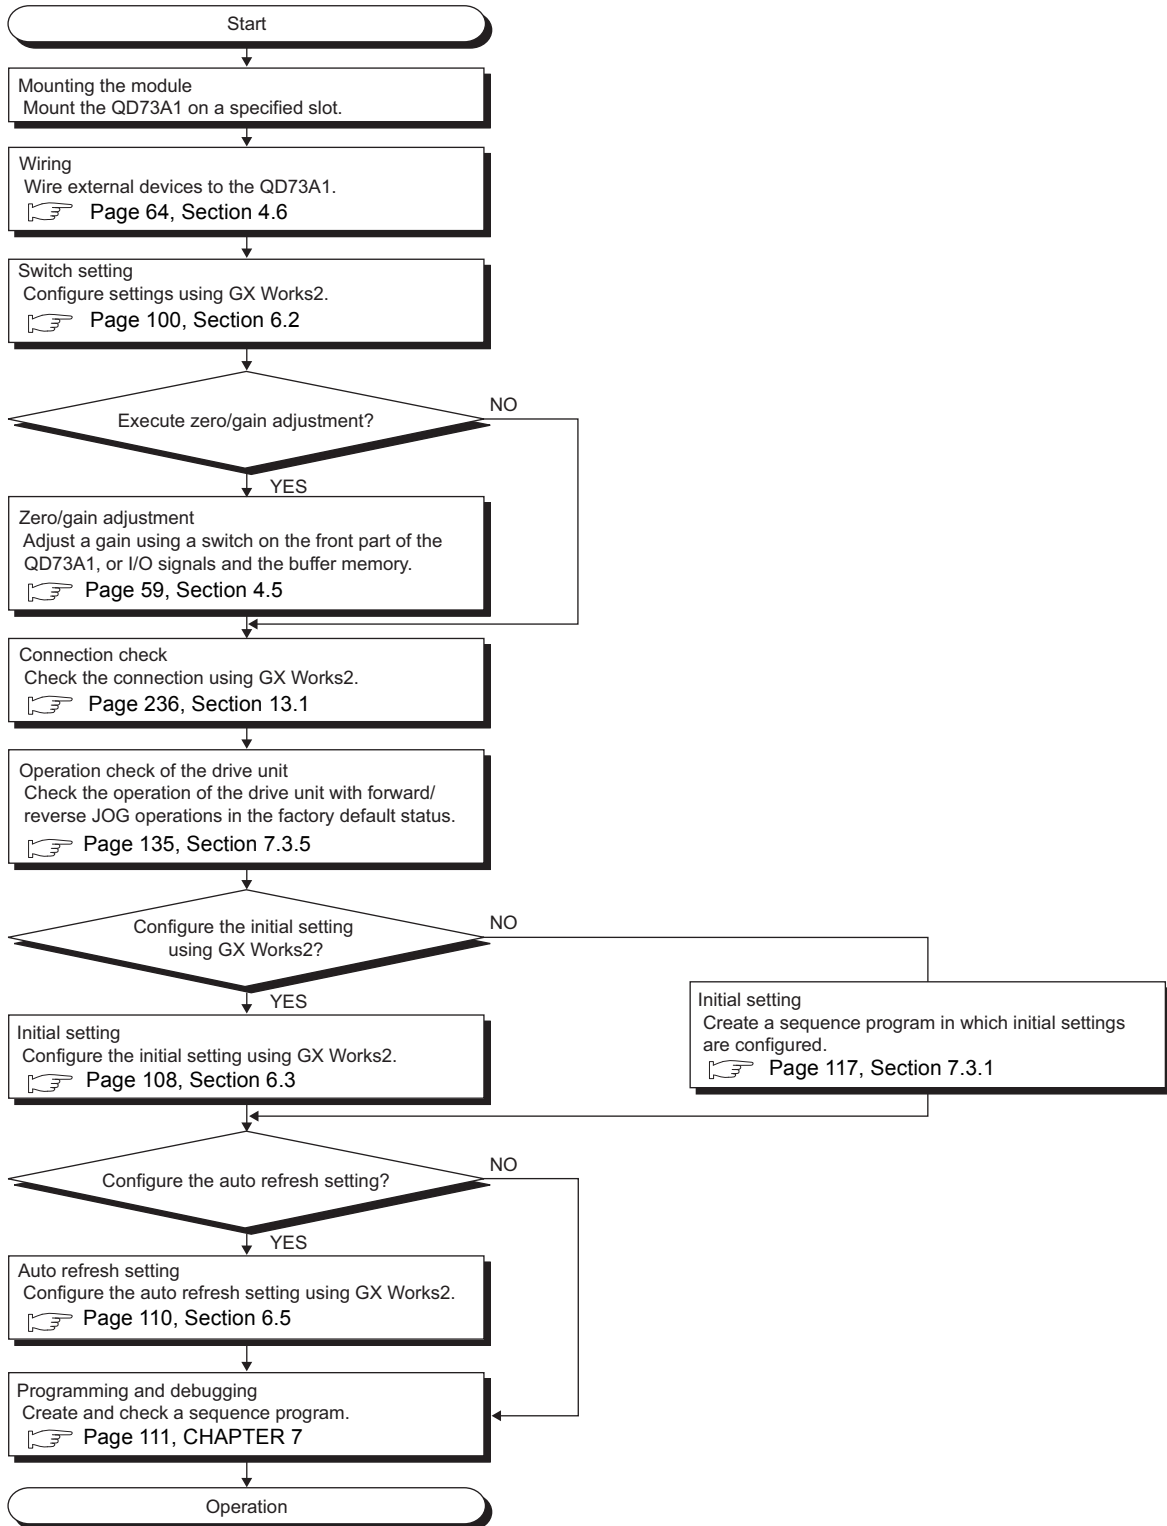 Start
Mounting the module
Mount the QD73A1 on a specified slot.
Wiring
Wire external devices to the QD73A1.
Page 64, Section 4.6
Switch setting
Configure settings using GX Works2.
Page 100, Section 6.2
Execute zero/gain adjustment?
NO
YES
Zero/gain adjustment
Adjust a gain using a switch on the front part of the
QD73A1, or I/O signals and the buffer memory.
Page 59, Section 4.5
Connection check
Check the connection using GX Works2.
Page 236, Section 13.1
Operation check of the drive unit
Check the operation of the drive unit with forward/
reverse JOG operations in the factory default status.
Page 135, Section 7.3.5
Configure the initial setting
using GX Works2?
NO
YES
Initial setting
Configure the initial setting using GX Works2.
Page 108, Section 6.3
Initial setting
Create a sequence program in which initial settings
are configured.
Page 117, Section 7.3.1
Configure the auto refresh setting?
NO
YES
Auto refresh setting
Configure the auto refresh setting using GX Works2.
Page 110, Section 6.5
Programming and debugging
Create and check a sequence program.
Page 111, CHAPTER 7
Operation